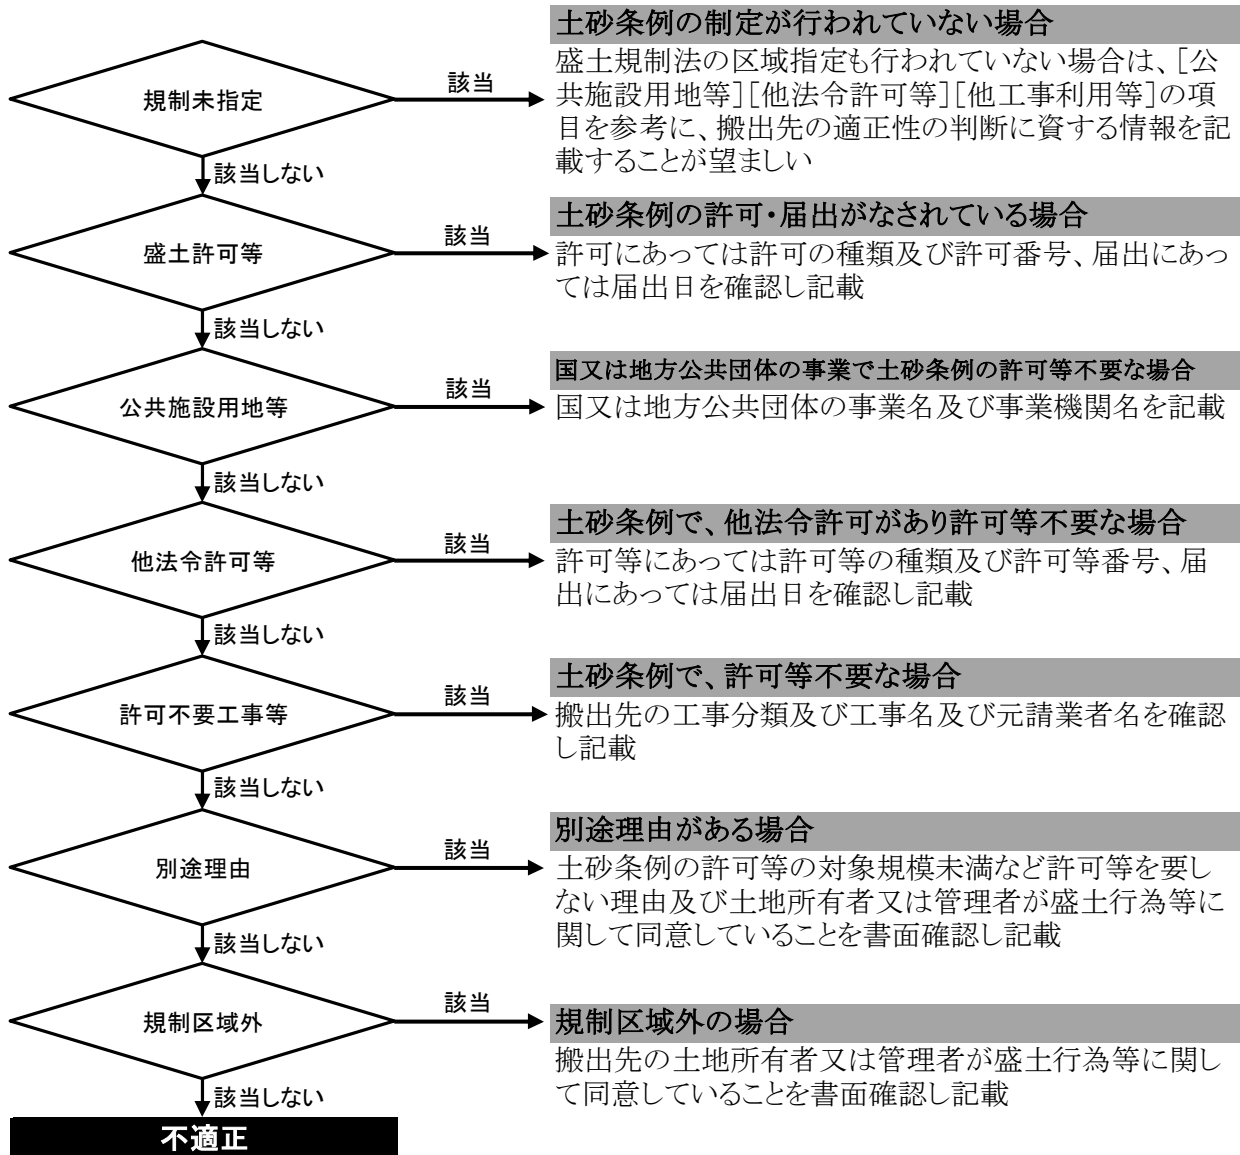 土砂条例の制定が行われていない場合
規制未指定
該当
盛土規制法の区域指定も行われていない場合は、[公
共施設用地等][他法令許可等][他工事利用等]の項
目を参考に、搬出先の適正性の判断に資する情報を記
載することが望ましい
該当しない
土砂条例の許可・届出がなされている場合
盛土許可等
該当
許可にあっては許可の種類及び許可番号、届出にあっ
ては届出日を確認し記載
該当しない
国又は地方公共団体の事業で土砂条例の許可等不要な場合
公共施設用地等
該当
国又は地方公共団体の事業名及び事業機関名を記載
該当しない
土砂条例で、他法令許可があり許可等不要な場合
他法令許可等
該当
許可等にあっては許可等の種類及び許可等番号、届
出にあっては届出日を確認し記載
該当しない
土砂条例で、許可等不要な場合
許可不要工事等
該当
搬出先の工事分類及び工事名及び元請業者名を確認
し記載
該当しない
別途理由がある場合
別途理由
該当
土砂条例の許可等の対象規模未満など許可等を要し
ない理由及び土地所有者又は管理者が盛土行為等に
関して同意していることを書面確認し記載
該当しない
規制区域外の場合
規制区域外
該当
搬出先の土地所有者又は管理者が盛土行為等に関し
て同意していることを書面確認し記載
該当しない
不適正